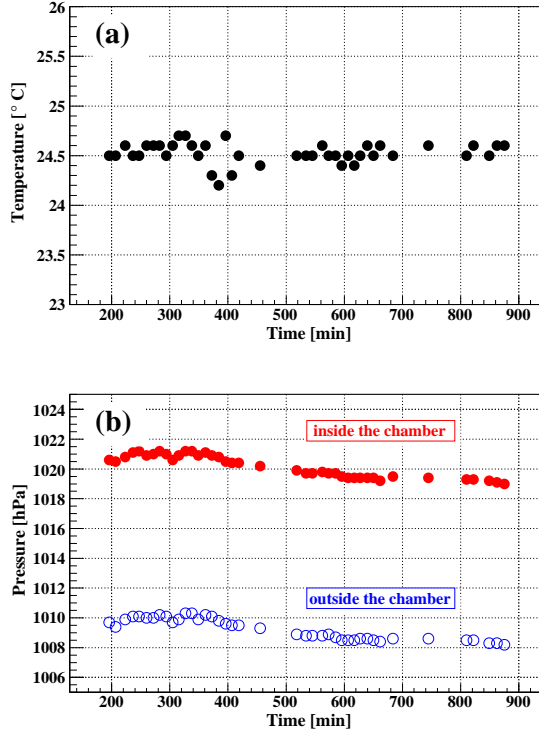 (a)
26
25.5
25
24.5
24
23.5
23
Temperature [° C]
200 300 400 500 600 700 800 900
Time [min]
(b)
1024
1022
1020
1018
1016
1014
1012
1010
1008
1006
Pressure [hPa]
inside the chamber
outside the chamber
200 300 400 500 600 700 800 900
Time [min]